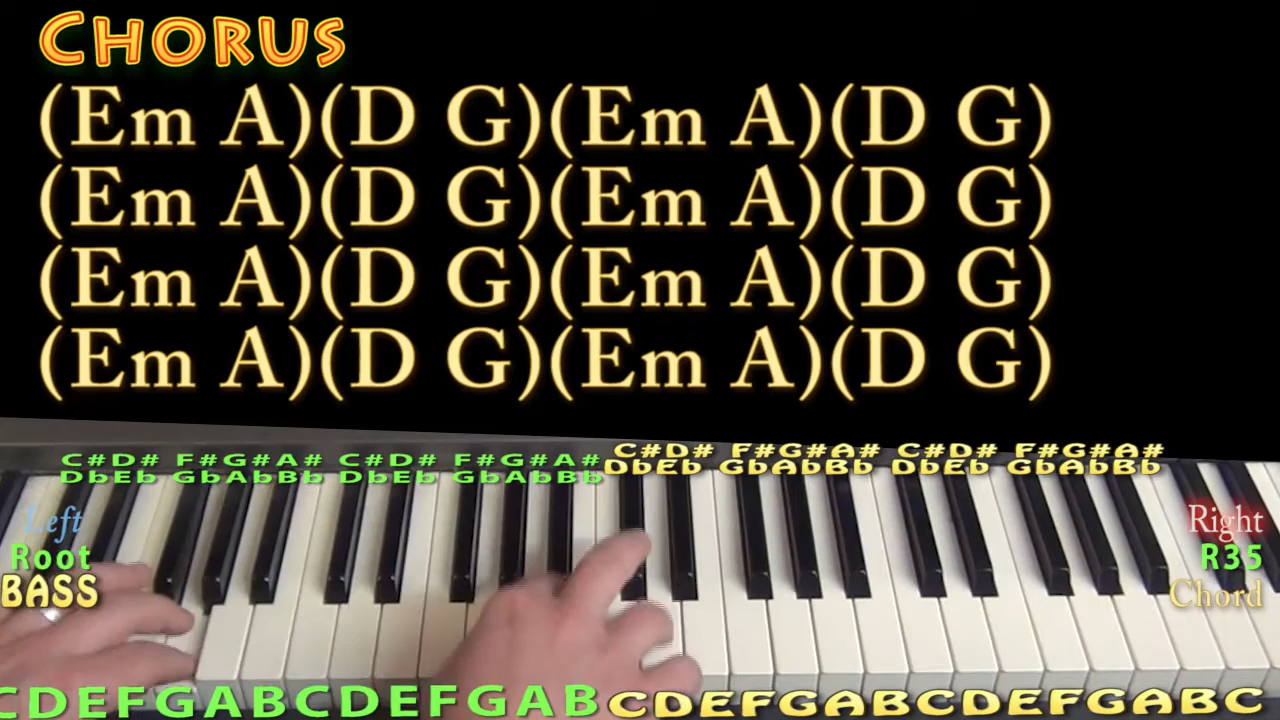 CHORUS
(Em A)(D G)(Em A)(D G)
(Em A)(D G)(Em A)(D G)
(Em A)(D G)(Em A)(D G)
(Em A)(D G)(Em A)(D G)
C#D# F#G#A# C#D# F#G#A# C#D# F#G#A# C#D# F#G#A#
DbEb GbAbBb DbEb GbAbBb DbEb GbAbBb DbEb GbAbBb
Left
Root
BASS
Right
R35
Chord
CDEFGABCDEFGAB CDEFGABCDEFGABC